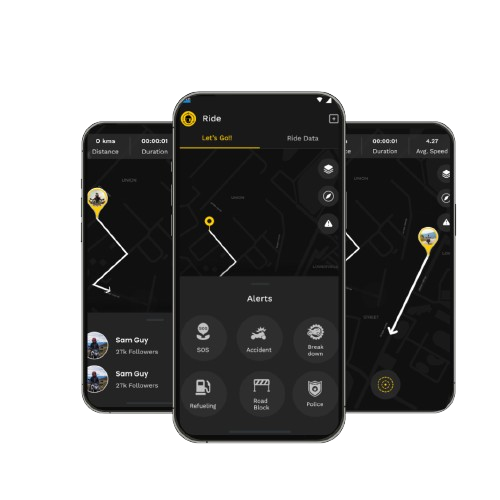 0 kms
00:00:01
Distance
Duration
Sam Guy
27k Followers
Sam Guy
27k Followers
Ride
Let's Go!!
Ride Data
Alerts
SOS
SOS
Accident
Break
down
Refueling
Road
Block
Police
00:00:01
4.27
Duration
Avg. Speed